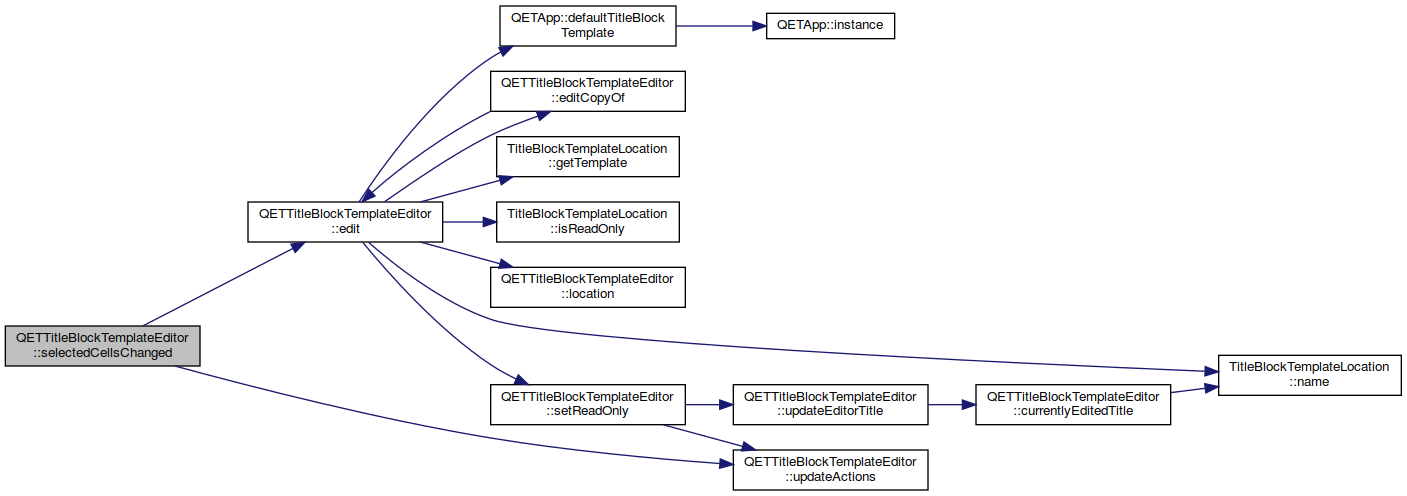 QETApp::defaultTitleBlock
Template
QETApp::instance
QETTitleBlockTemplateEditor
::editCopyOf
TitleBlockTemplateLocation
::getTemplate
QETTitleBlockTemplateEditor
::edit
TitleBlockTemplateLocation
::isReadOnly
QETTitleBlockTemplateEditor
::location
QETTitleBlockTemplateEditor
::selectedCellsChanged
TitleBlockTemplateLocation
::name
QETTitleBlockTemplateEditor
::setReadOnly
QETTitleBlockTemplateEditor
::updateEditorTitle
QETTitleBlockTemplateEditor
::currentlyEditedTitle
QETTitleBlockTemplateEditor
::updateActions